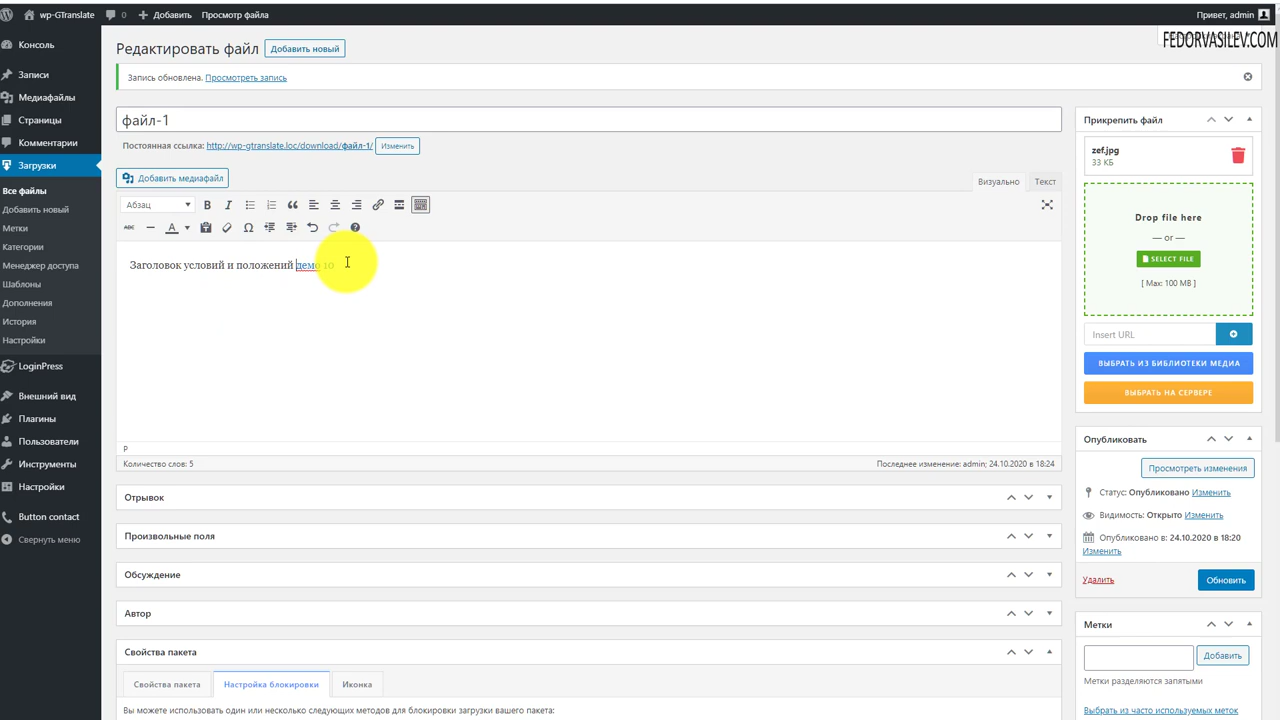 wp-GTranslate 0 Добавить Просмотр файла Привет, admin
FEDORVASILEV.COM
Консоль
Записи
Медиафайлы
Страницы
Комментарии
Загрузки
Все файлы
Добавить новый
Метки
Категории
Менеджер доступа
Шаблоны
Дополнения
История
Настройки
LoginPress
Внешний вид
Плагины
Пользователи
Инструменты
Настройки
Button contact
Свернуть меню
Редактировать файл Добавить новый
Запись обновлена. Просмотреть запись
файл-1
Постоянная ссылка: http://wp-gtranslate.loc/download/файл-1/ Изменить
Добавить медиафайл
Визуально Текст
Абзац
Заголовок условий и положений демо 10
p
Количество слов: 5 Последнее изменение: admin; 24.10.2020 в 18:24
Отрывок
Произвольные поля
Обсуждение
Автор
Свойства пакета
Свойства пакета Настройка блокировки Иконка
Вы можете использовать один или несколько следующих методов для блокировки загрузки вашего пакета:
Прикрепить файл
zef.jpg
33 КБ
Drop file here
— or —
SELECT FILE
[ Max: 100 MB ]
Insert URL
ВЫБРАТЬ ИЗ БИБЛИОТЕКИ МЕДИА
ВЫБРАТЬ НА СЕРВЕРЕ
Опубликовать
Просмотреть изменения
Статус: Опубликовано Изменить
Видимость: Открыто Изменить
Опубликовано в: 24.10.2020 в 18:20
Изменить
Удалить Обновить
Метки
Добавить
Метки разделяются запятыми
Выбрать из часто используемых меток